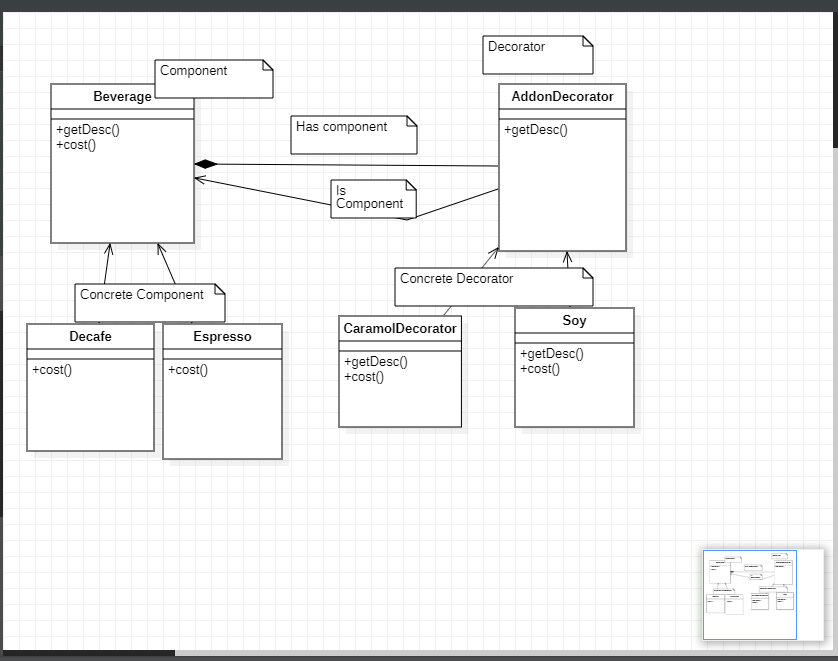 Component
Beverage
+getDesc()
+cost()
Decorator
AddonDecorator
+getDesc()
Has component
Is
Component
Concrete Component
Decafe
+cost()
Espresso
+cost()
Concrete Decorator
CaramolDecorator
+getDesc()
+cost()
Soy
+getDesc()
+cost()